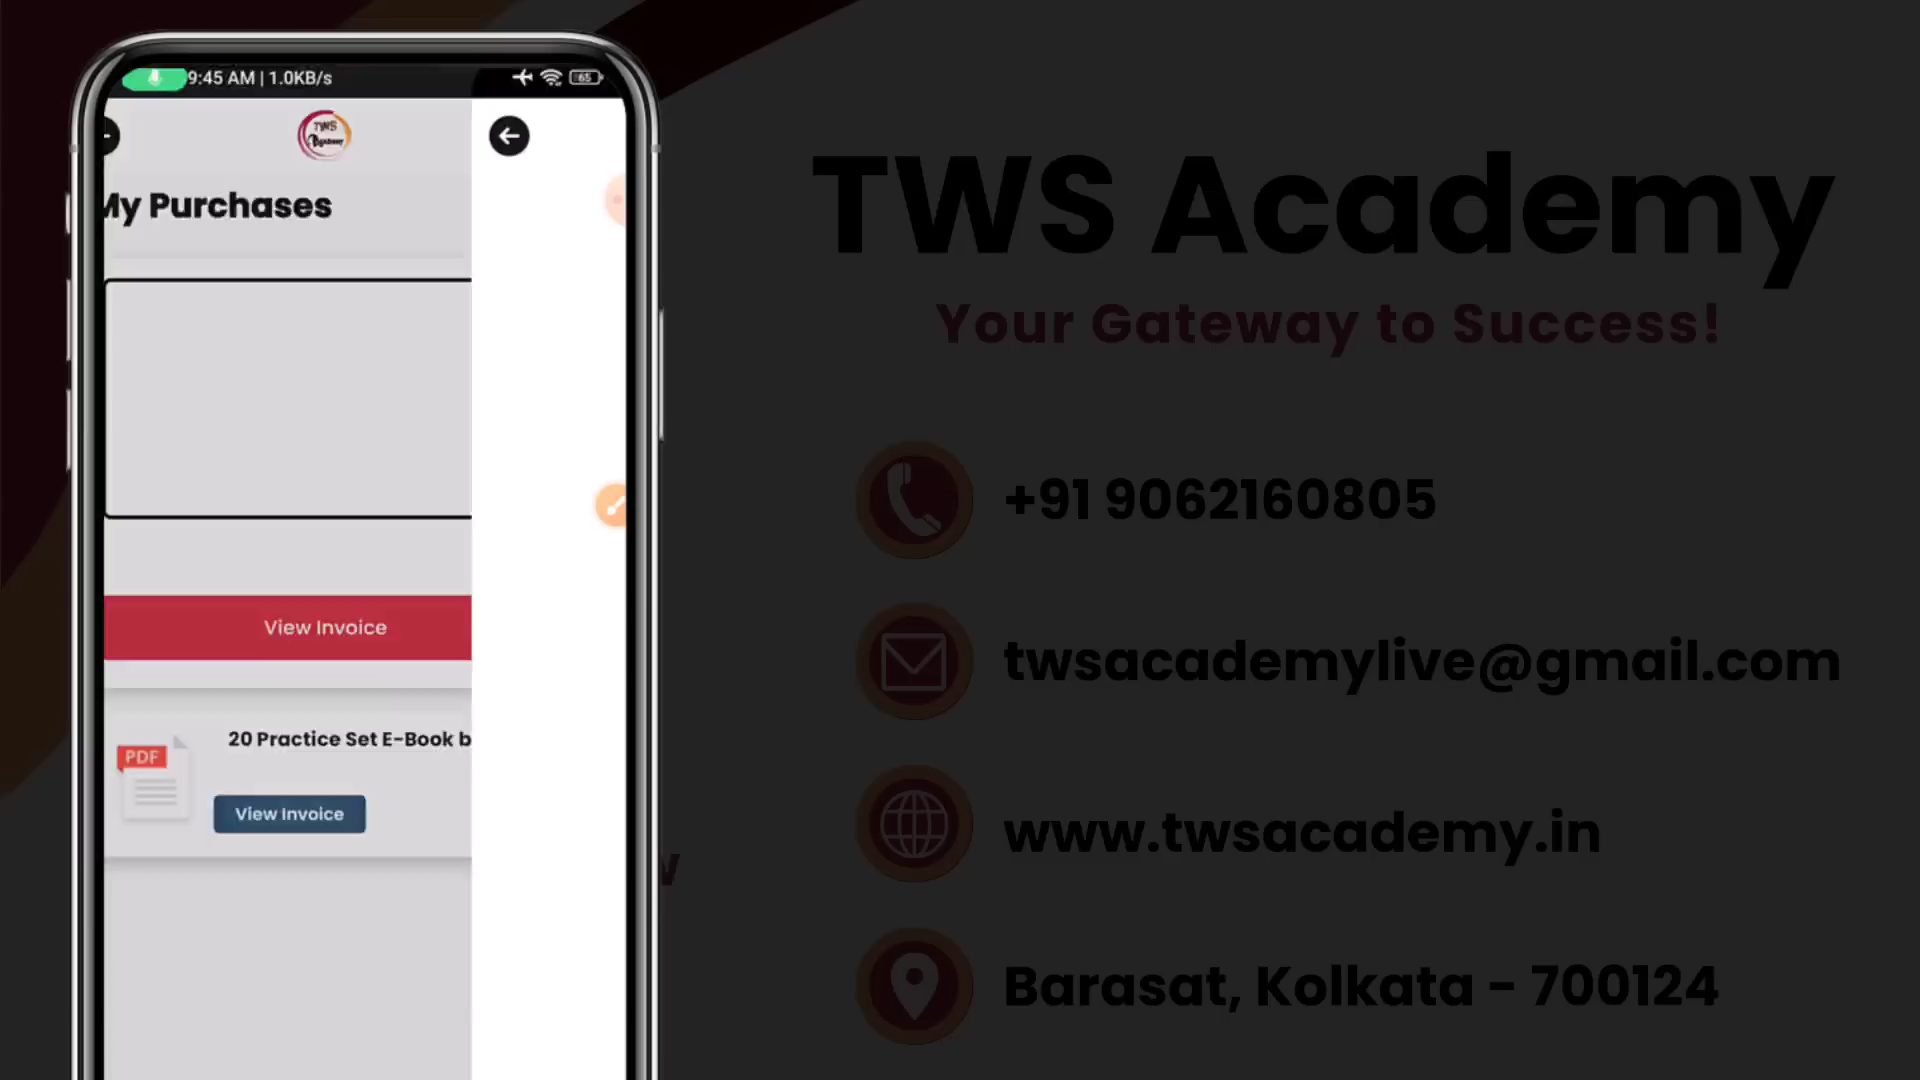 9:45 AM | 1.0KB/s
65
TWS
My Purchases
View Invoice
PDF
20 Practice Set E-Book b
View Invoice
TWS Academy
Your Gateway to Success!
+91 9062160805
twsacademylive@gmail.com
www.twsacademy.in
Barasat, Kolkata - 700124